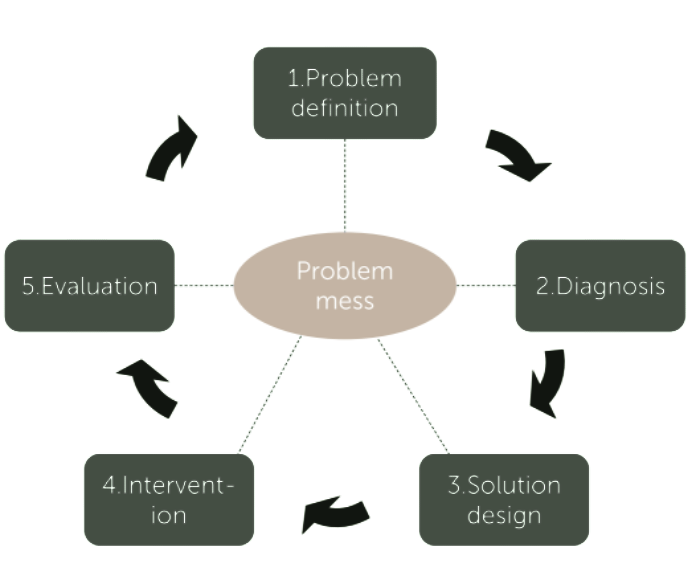 1.Problem
definition
2.Diagnosis
3.Solution
design
4.Intervent-
ion
5.Evaluation
Problem
mess